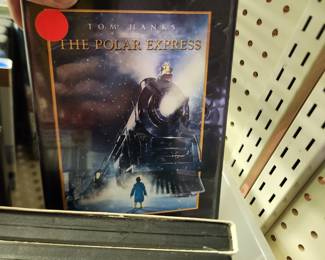 TOM HANKS
THE POLAR EXPRESS